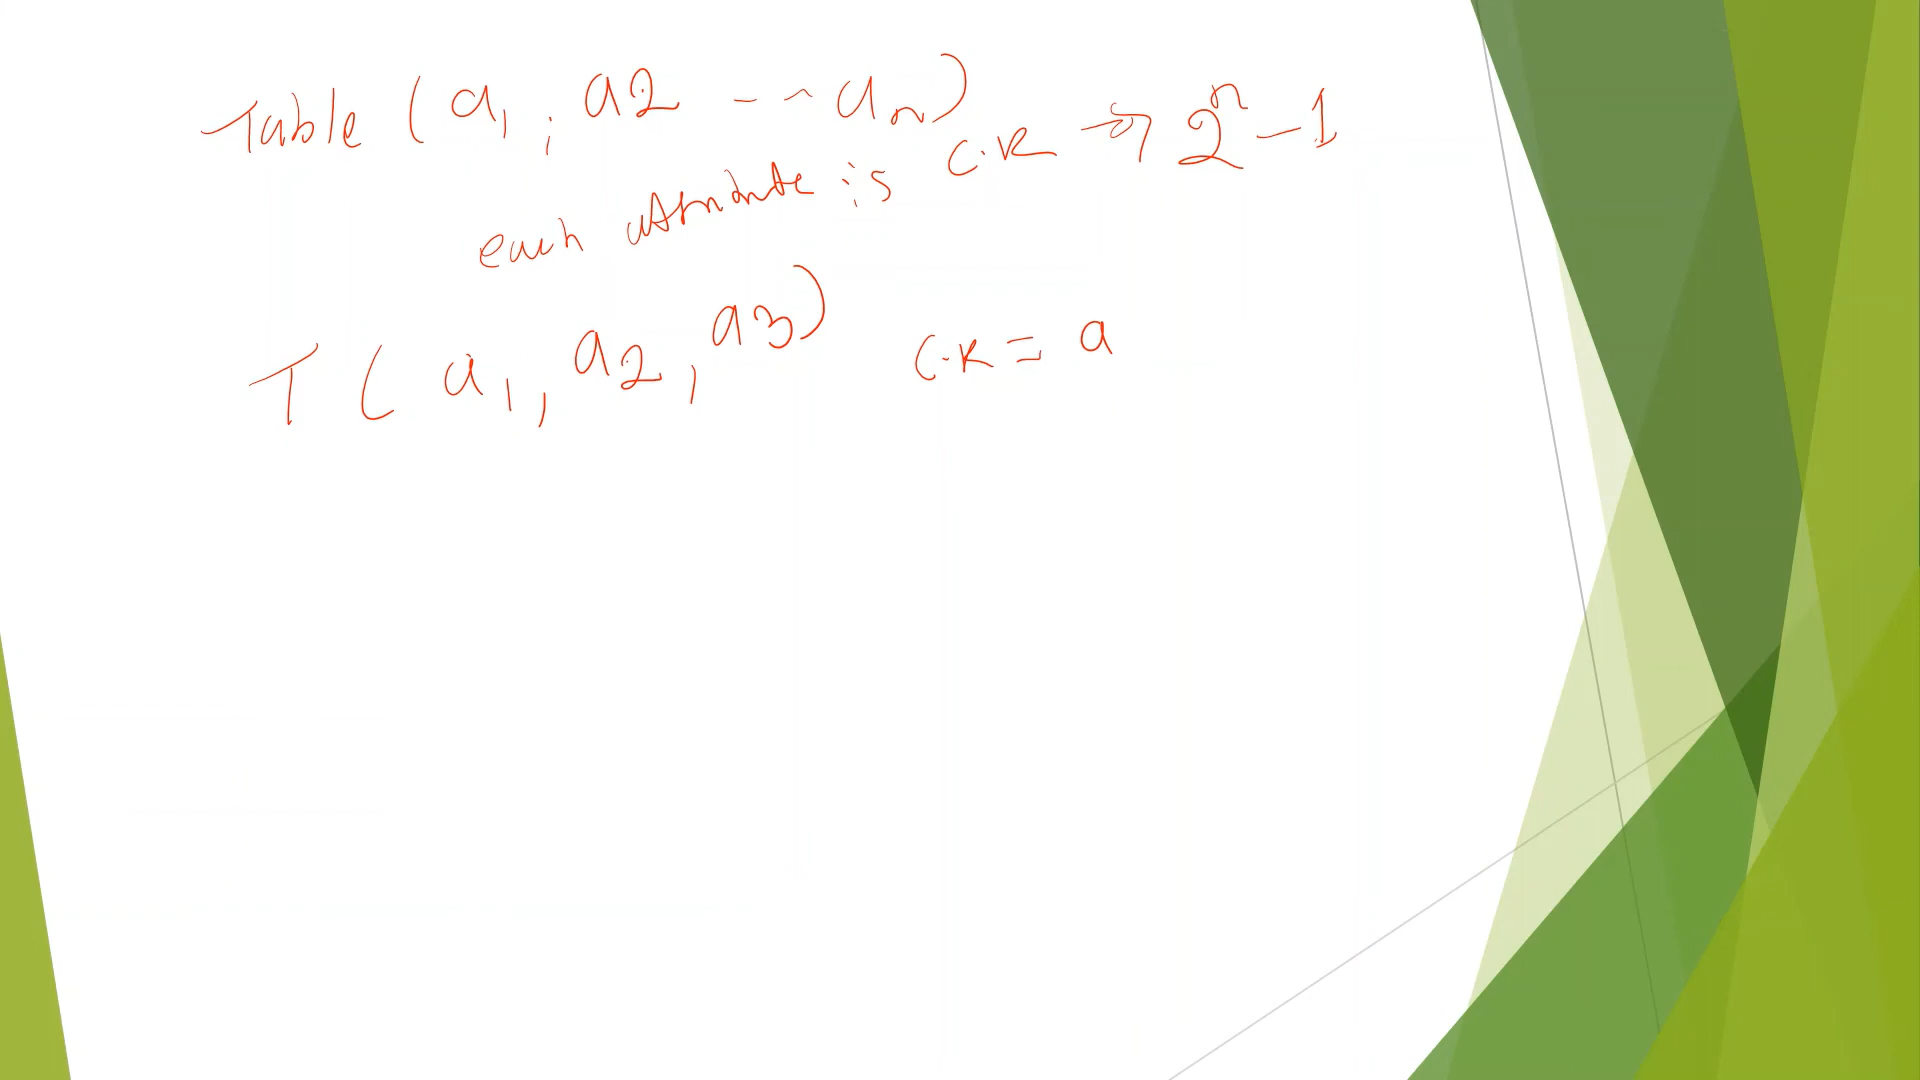 Table ( a1, a2 -- an)
each attribute is C.K → 2^n - 1
T ( a1, a2, a3) C.K = a